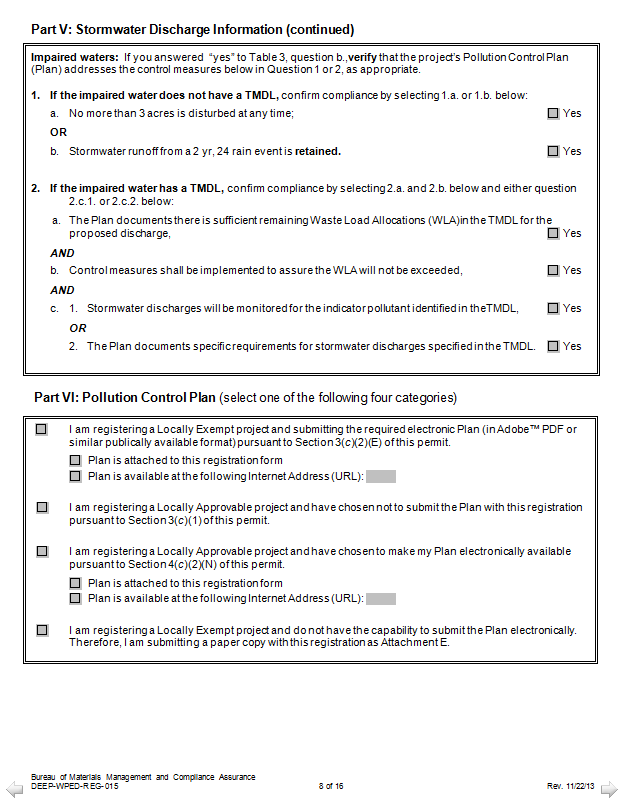 Part V: Stormwater Discharge Information (continued)
Impaired waters: If you answered "yes" to Table 3, question b., verify that the project's Pollution Control Plan
(Plan) addresses the control measures below in Question 1 or 2, as appropriate.
1. If the impaired water does not have a TMDL, confirm compliance by selecting 1.a. or 1.b. below:
a. No more than 3 acres is disturbed at any time; Yes
OR
b. Stormwater runoff from a 2 yr, 24 rain event is retained. Yes
2. If the impaired water has a TMDL, confirm compliance by selecting 2.a. and 2.b. below and either question
2.c.1. or 2.c.2. below:
a. The Plan documents there is sufficient remaining Waste Load Allocations (WLA) in the TMDL for the
proposed discharge, Yes
AND
b. Control measures shall be implemented to assure the WLA will not be exceeded, Yes
AND
c. 1. Stormwater discharges will be monitored for the indicator pollutant identified in the TMDL, Yes
OR
2. The Plan documents specific requirements for stormwater discharges specified in the TMDL. Yes
Part VI: Pollution Control Plan (select one of the following four categories)
I am registering a Locally Exempt project and submitting the required electronic Plan (in Adobe™ PDF or
similar publically available format) pursuant to Section 3(c)(2)(E) of this permit.
Plan is attached to this registration form
Plan is available at the following Internet Address (URL):
I am registering a Locally Approvable project and have chosen not to submit the Plan with this registration
pursuant to Section 3(c)(1) of this permit.
I am registering a Locally Approvable project and have chosen to make my Plan electronically available
pursuant to Section 4(c)(2)(N) of this permit.
Plan is attached to this registration form
Plan is available at the following Internet Address (URL):
I am registering a Locally Exempt project and do not have the capability to submit the Plan electronically.
Therefore, I am submitting a paper copy with this registration as Attachment E.
Bureau of Materials Management and Compliance Assurance
DEEP-WPED-REG-015 8 of 16 Rev. 11/22/13